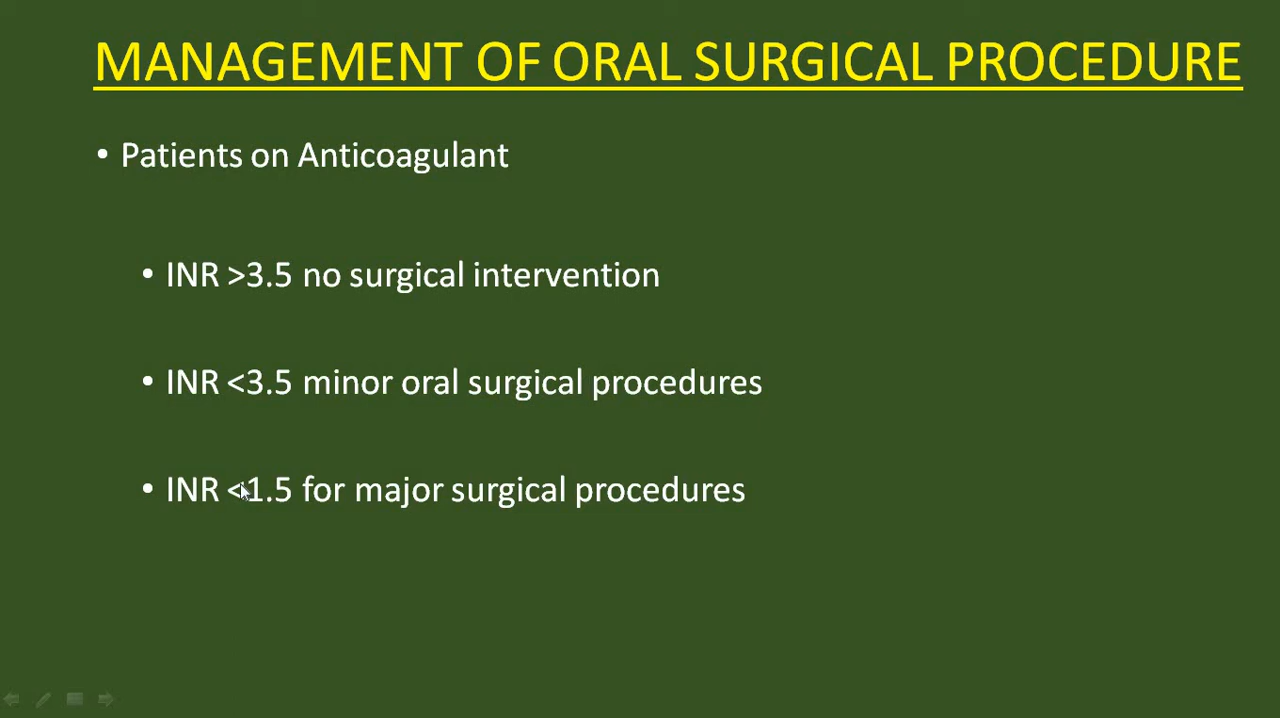 MANAGEMENT OF ORAL SURGICAL PROCEDURE
• Patients on Anticoagulant
• INR >3.5 no surgical intervention
• INR <3.5 minor oral surgical procedures
• INR <1.5 for major surgical procedures